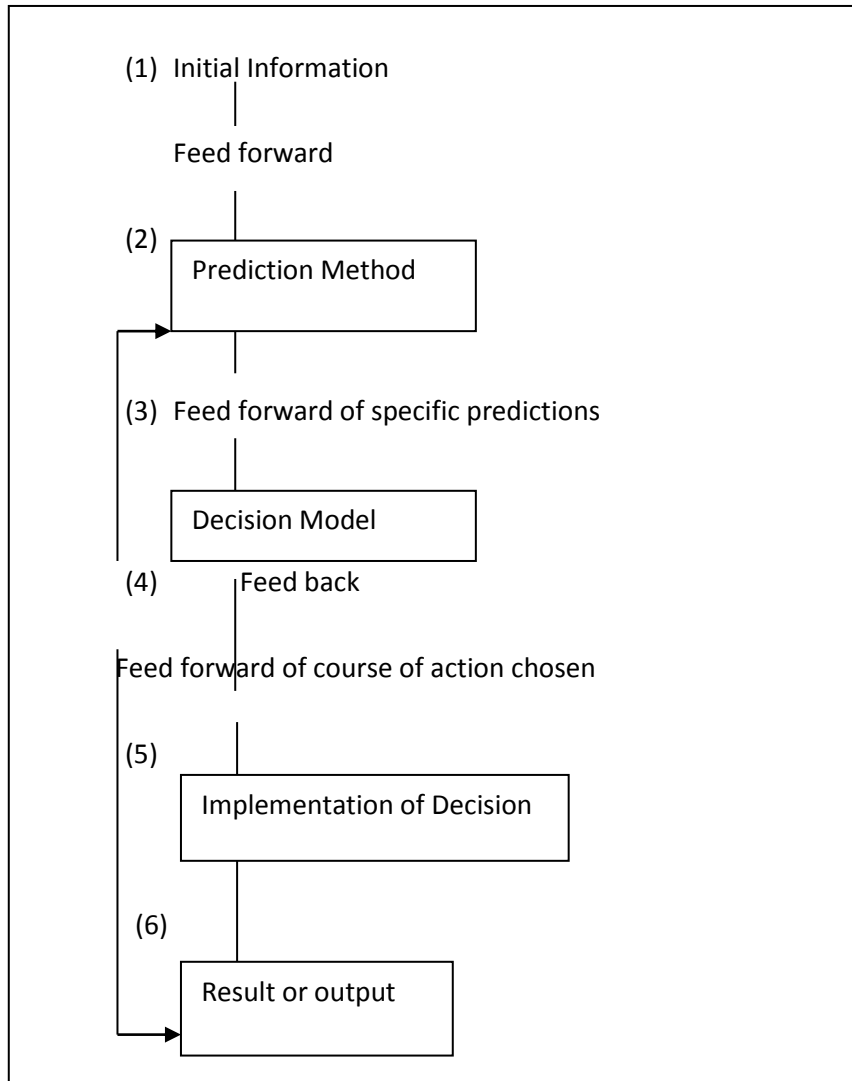 (1) Initial Information
Feed forward
(2)
Prediction Method
(3) Feed forward of specific predictions
Decision Model
(4) Feed back
Feed forward of course of action chosen
(5)
Implementation of Decision
(6)
Result or output